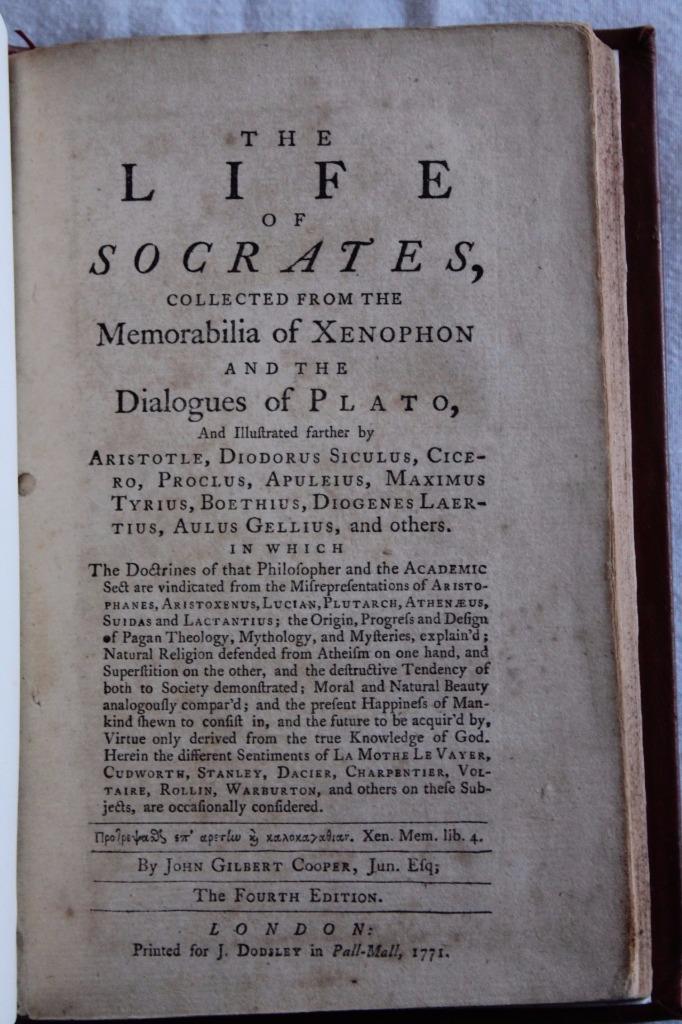 THE
LIFE
OF
SOCRATES,
COLLECTED FROM THE
Memorabilia of XENOPHON
AND THE
Dialogues of PLATO,
And Illuſtrated farther by
ARISTOTLE, DIODORUS SICULUS, CICE-
RO, PROCLUS, APULEIUS, MAXIMUS
TYRIUS, BOETHIUS, DIOGENES LAER-
TIUS, AULUS GELLIUS, and others.
IN WHICH
The Doctrines of that Philoſopher and the ACADEMIC
Sect are vindicated from the Miſrepreſentations of ARISTO-
PHANES, ARISTOXENUS, LUCIAN, PLUTARCH, ATHENÆUS,
SUIDAS and LACTANTIUS; the Origin, Progreſs and Deſign
of Pagan Theology, Mythology, and Myſteries, explain'd;
Natural Religion defended from Atheiſm on one hand, and
Superſtition on the other, and the deſtructive Tendency of
both to Society demonſtrated; Moral and Natural Beauty
analogouſly compar'd; and the preſent Happineſs of Man-
kind ſhewn to conſiſt in, and the future to be acquir'd by,
Virtue only derived from the true Knowledge of God.
Herein the different Sentiments of LA MOTHE LE VAYER,
CUDWORTH, STANLEY, DACIER, CHARPENTIER, VOL-
TAIRE, ROLLIN, WARBURTON, and others on theſe Sub-
jects, are occaſionally conſidered.
επ' αρετίω ϗ καλοκαγαθιαν. Xen. Mem. lib. 4.
By JOHN GILBERT COOPER, Jun. Eſq;
The FOURTH EDITION.
LONDON:
Printed for J. DODSLEY in Pall-Mall, 1771.